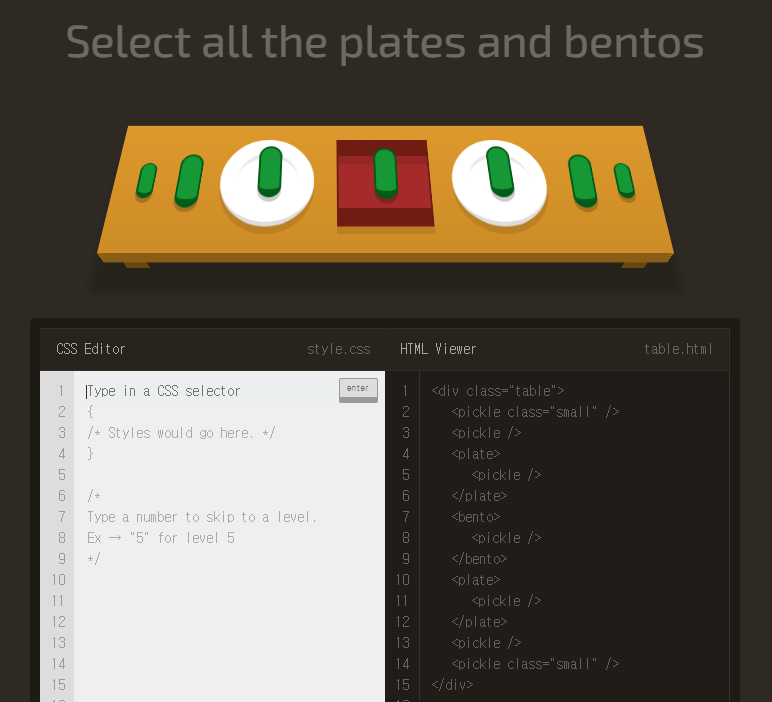 Select all the plates and bentos
CSS Editor
style.css
1 Type in a CSS selector
enter
2 {
3 /* Styles would go here. */
4 }
5
6 /*
7 Type a number to skip to a level.
8 Ex → "5" for level 5
9 */
10
11
12
13
14
15
HTML Viewer
table.html
1 <div class="table">
2 <pickle class="small" />
3 <pickle />
4 <plate>
5 <pickle />
6 </plate>
7 <bento>
8 <pickle />
9 </bento>
10 <plate>
11 <pickle />
12 </plate>
13 <pickle />
14 <pickle class="small" />
15 </div>